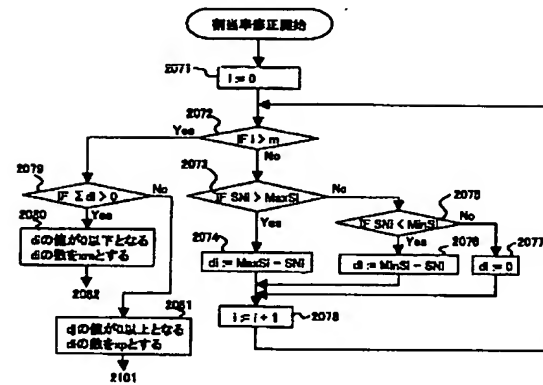 割当率修正開始
2071
i := 0
2072
IF i > m
Yes
No
2079
IF Σ di > 0
Yes
No
2073
IF SNi > MaxSi
Yes
No
2075
IF SNi < MinSi
Yes
No
2080
diの値が0以下となる
diの数をxmとする
2082
2074
di := MaxSi − SNi
2076
di := MinSi − SNi
2077
di := 0
2081
diの値が0以上となる
diの数をxpとする
2101
i := i + 1
2078